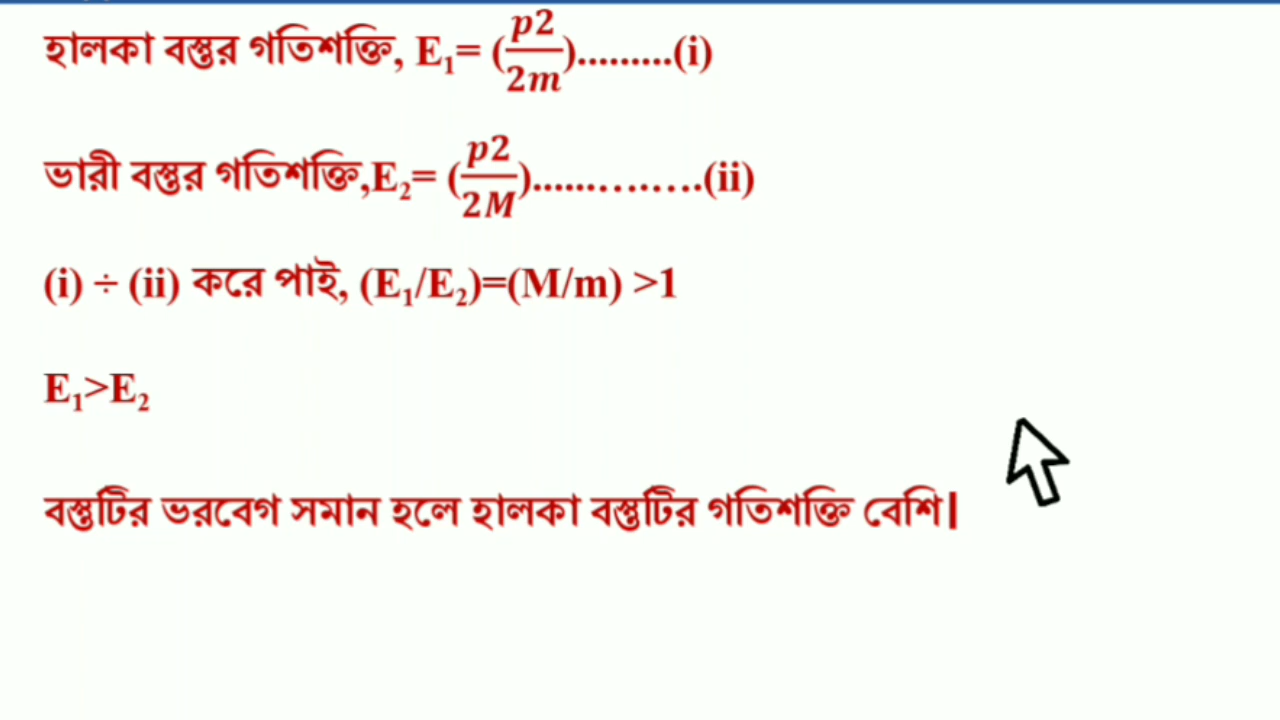 হালকা বস্তুর গতিশক্তি, E₁= (p2/2m).........(i)
ভারী বস্তুর গতিশক্তি,E₂= (p2/2M)..............(ii)
(i) ÷ (ii) করে পাই, (E₁/E₂)=(M/m) >1
E₁>E₂
বস্তুটির ভরবেগ সমান হলে হালকা বস্তুটির গতিশক্তি বেশি।